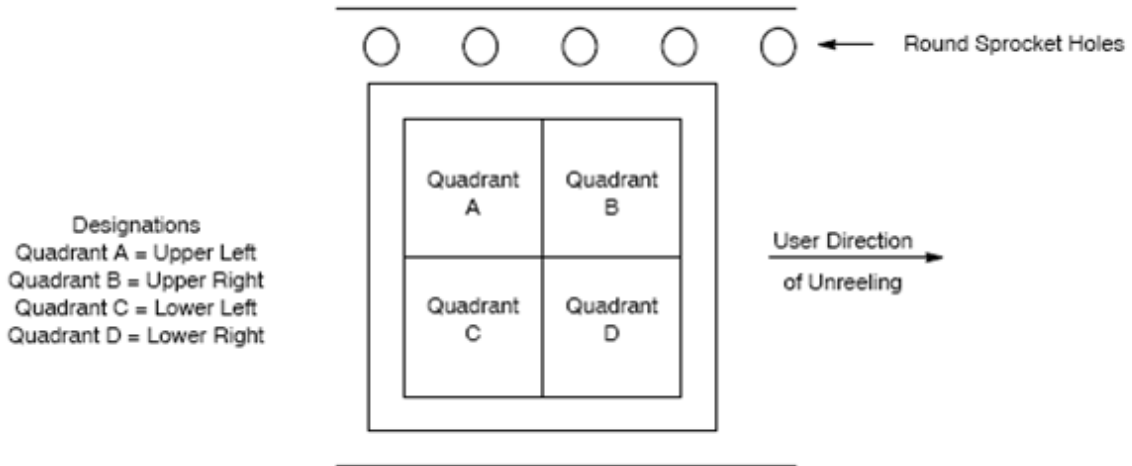 Round Sprocket Holes
Quadrant
A
Quadrant
B
Designations
Quadrant A = Upper Left
Quadrant B = Upper Right
Quadrant C = Lower Left
Quadrant D = Lower Right
User Direction
of Unreeling
Quadrant
C
Quadrant
D